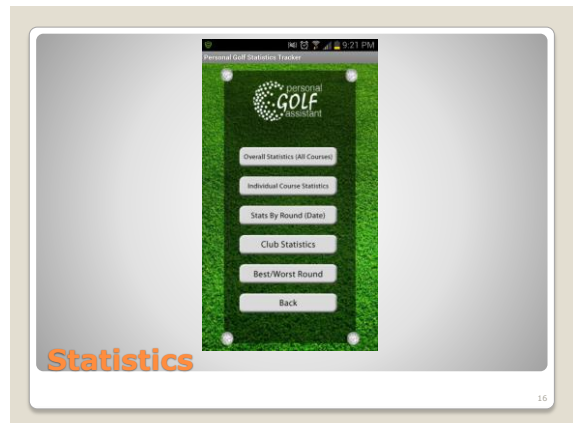 9:21 PM
Personal Golf Statistics Tracker
personal
GOLF
assistant
Overall Statistics (All Courses)
Individual Course Statistics
Stats By Round (Date)
Club Statistics
Best/Worst Round
Back
Statistics
16